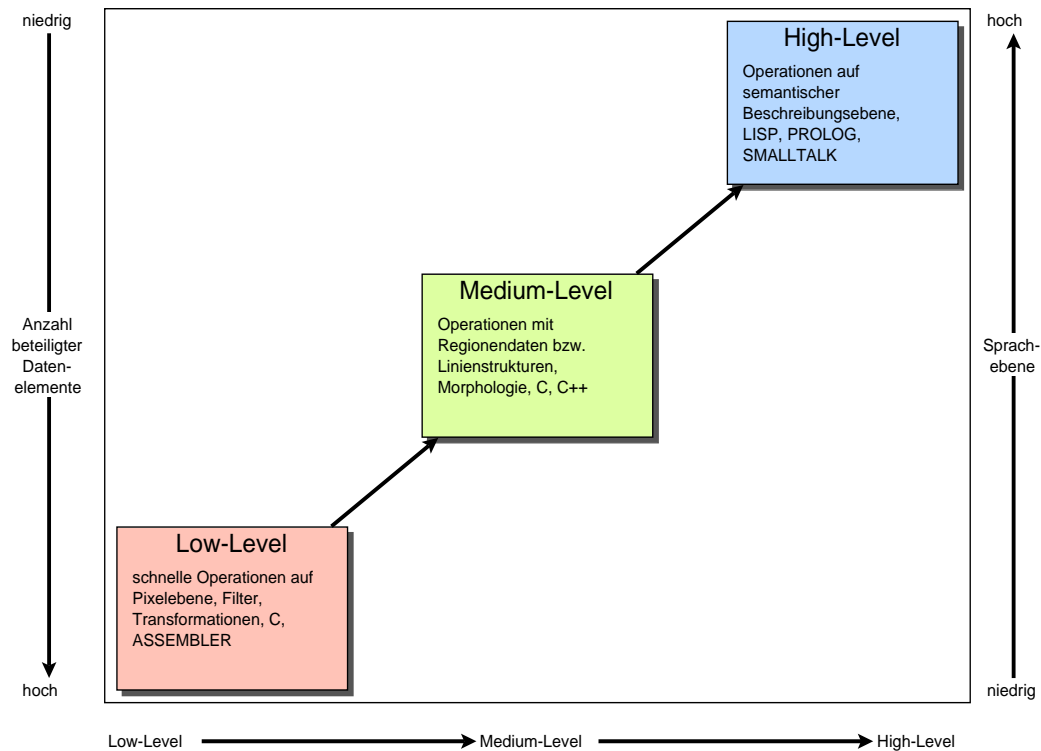 niedrig
hoch
High-Level
Operationen auf
semantischer
Beschreibungsebene,
LISP, PROLOG,
SMALLTALK
Medium-Level
Operationen mit
Regionendaten bzw.
Linienstrukturen,
Morphologie, C, C++
Anzahl
beteiligter
Daten-
elemente
Sprach-
ebene
Low-Level
schnelle Operationen auf
Pixelebene, Filter,
Transformationen, C,
ASSEMBLER
hoch
niedrig
Low-Level
Medium-Level
High-Level